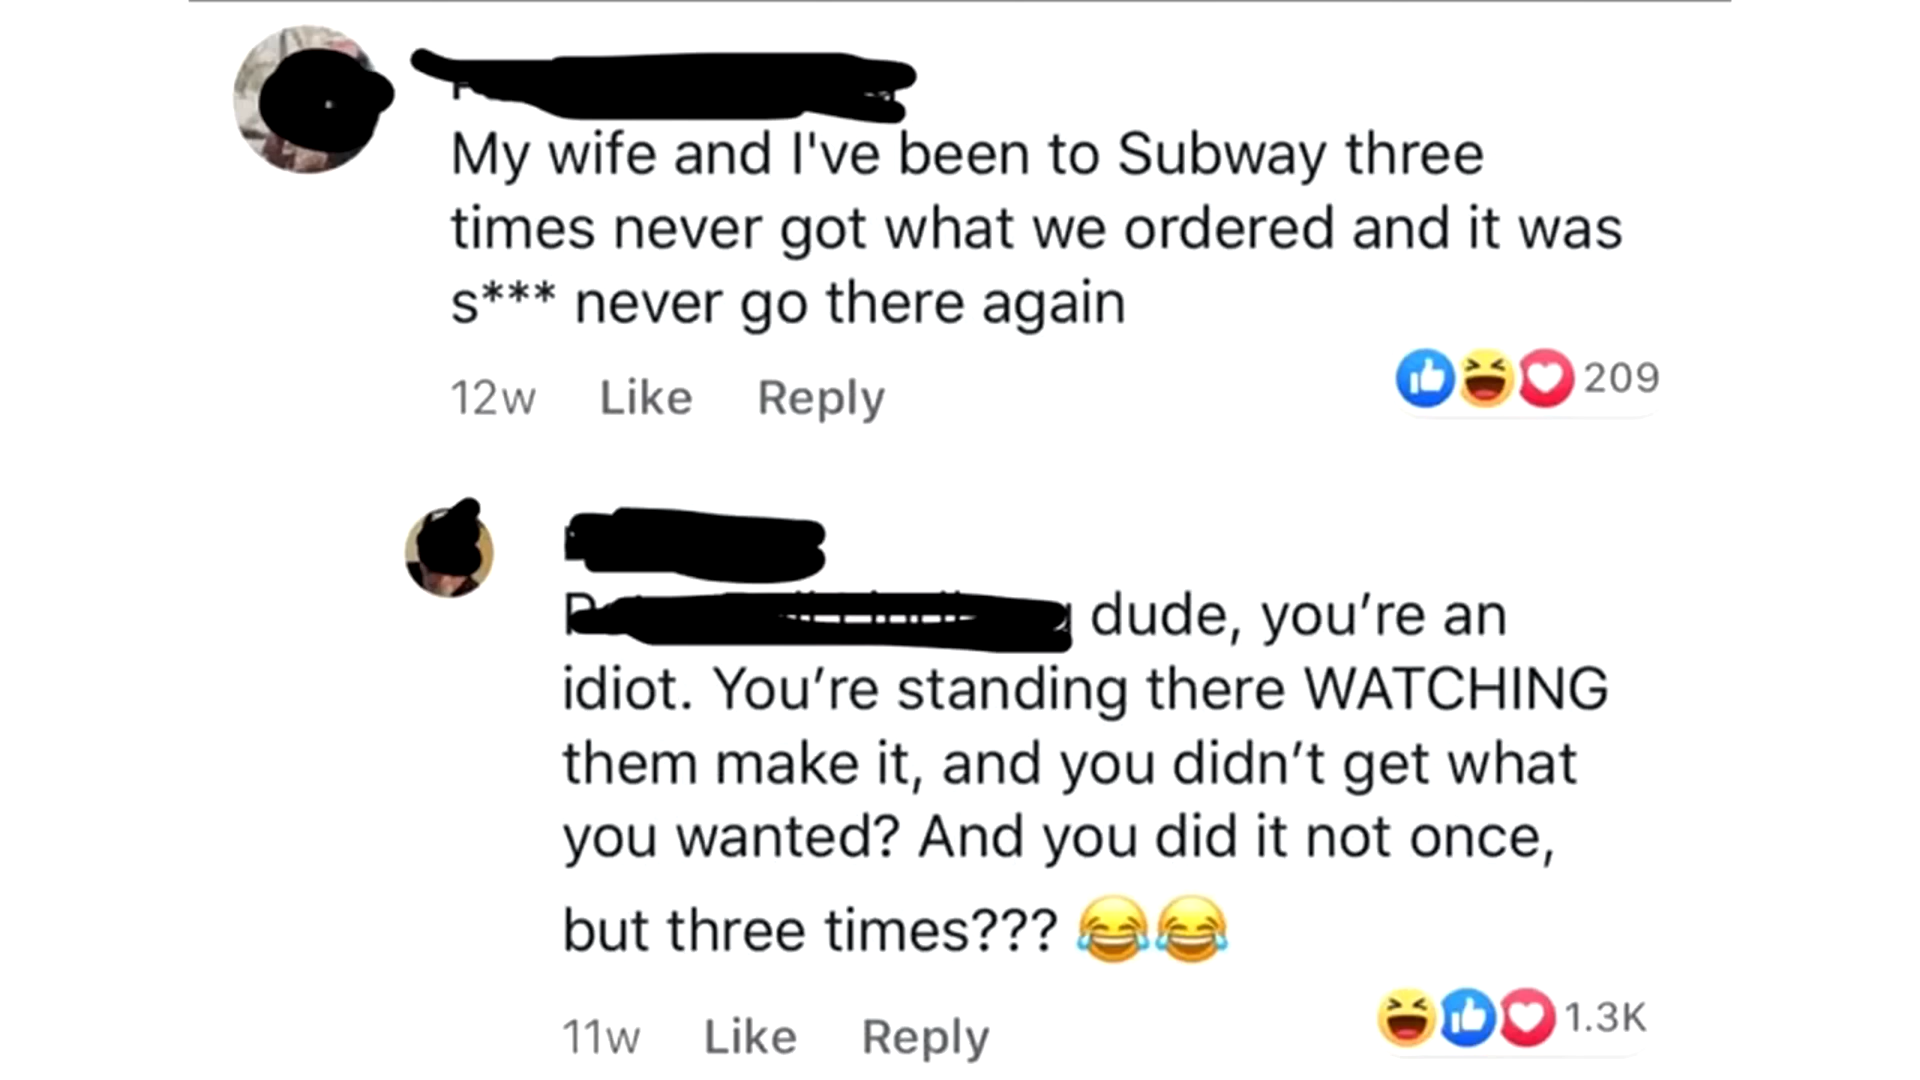 My wife and I've been to Subway three
times never got what we ordered and it was
s*** never go there again
12w Like Reply
209
dude, you’re an
idiot. You’re standing there WATCHING
them make it, and you didn’t get what
you wanted? And you did it not once,
but three times??? 😂😂
11w Like Reply
1.3K